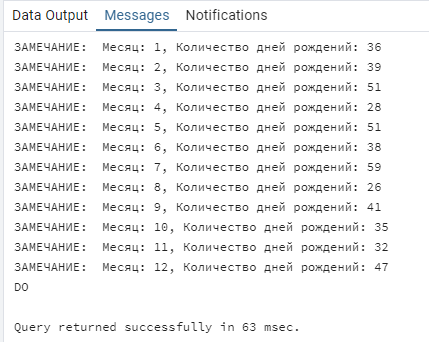 Data Output Messages Notifications
ЗАМЕЧАНИЕ:  Месяц: 1, Количество дней рождений: 36
ЗАМЕЧАНИЕ:  Месяц: 2, Количество дней рождений: 39
ЗАМЕЧАНИЕ:  Месяц: 3, Количество дней рождений: 51
ЗАМЕЧАНИЕ:  Месяц: 4, Количество дней рождений: 28
ЗАМЕЧАНИЕ:  Месяц: 5, Количество дней рождений: 51
ЗАМЕЧАНИЕ:  Месяц: 6, Количество дней рождений: 38
ЗАМЕЧАНИЕ:  Месяц: 7, Количество дней рождений: 59
ЗАМЕЧАНИЕ:  Месяц: 8, Количество дней рождений: 26
ЗАМЕЧАНИЕ:  Месяц: 9, Количество дней рождений: 41
ЗАМЕЧАНИЕ:  Месяц: 10, Количество дней рождений: 35
ЗАМЕЧАНИЕ:  Месяц: 11, Количество дней рождений: 32
ЗАМЕЧАНИЕ:  Месяц: 12, Количество дней рождений: 47
DO
Query returned successfully in 63 msec.